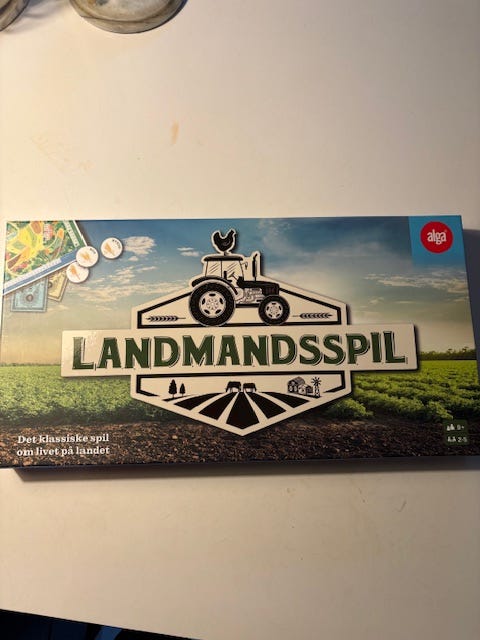 alga
LANDMANDSSPIL
Det klassiske spil
om livet på landet
8+
2-5